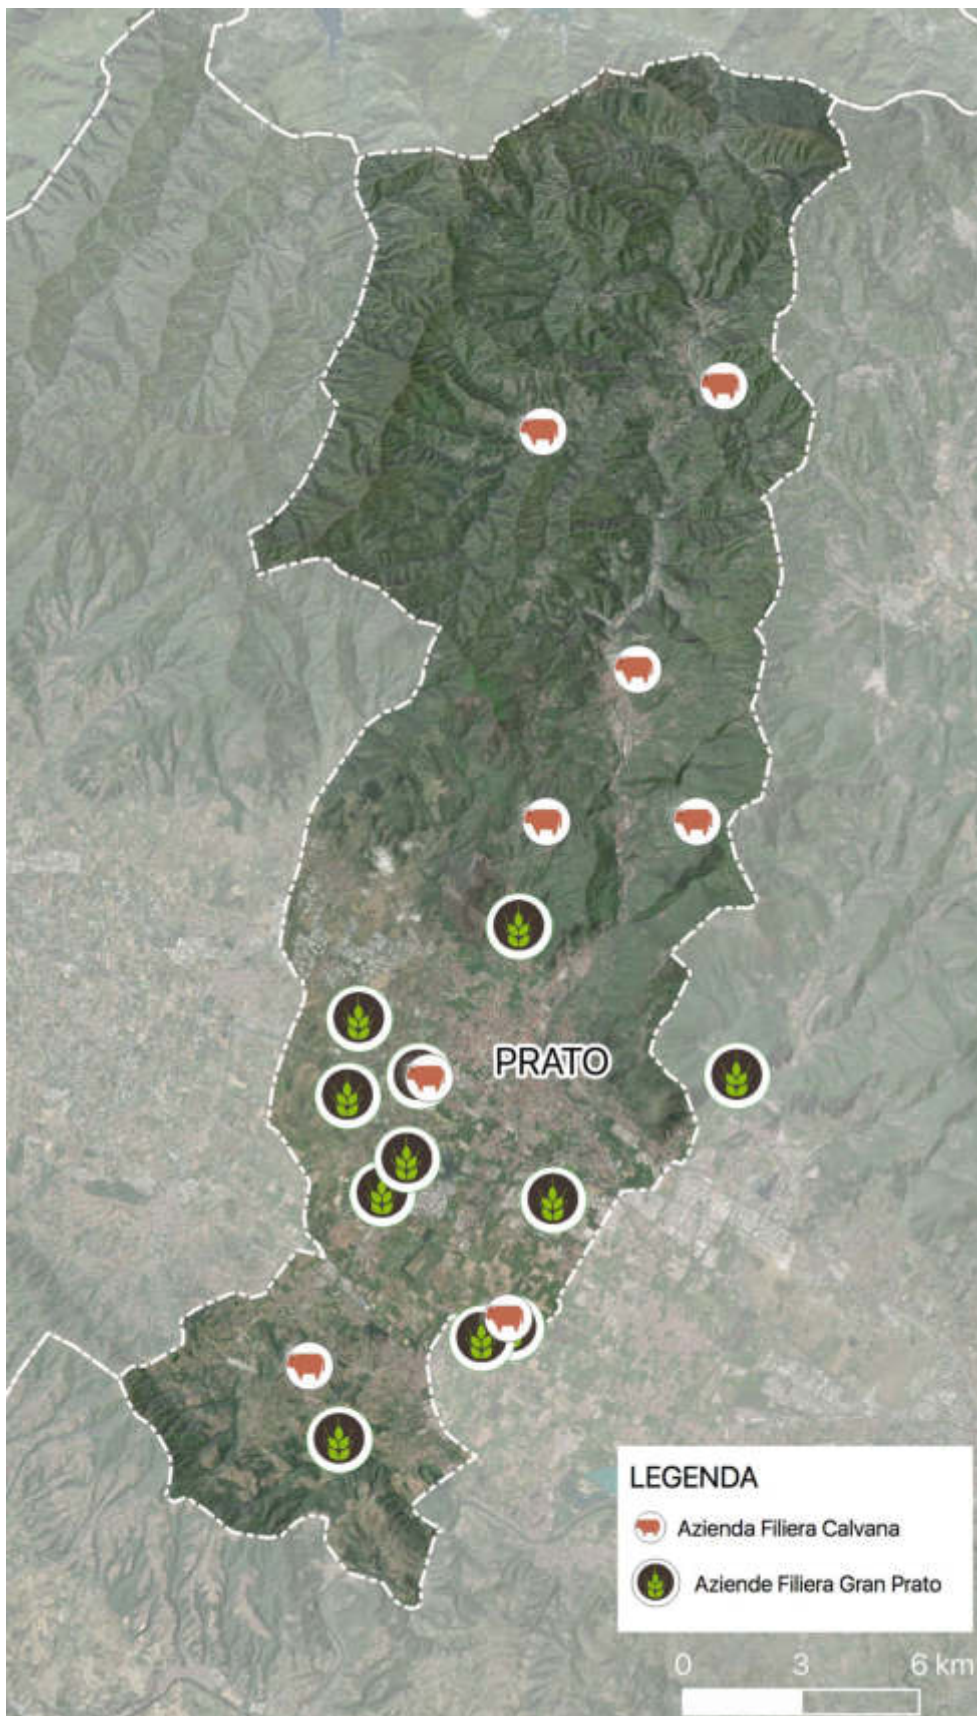 PRATO
LEGENDA
Azienda Filiera Calvana
Aziende Filiera Gran Prato
0 3 6 km